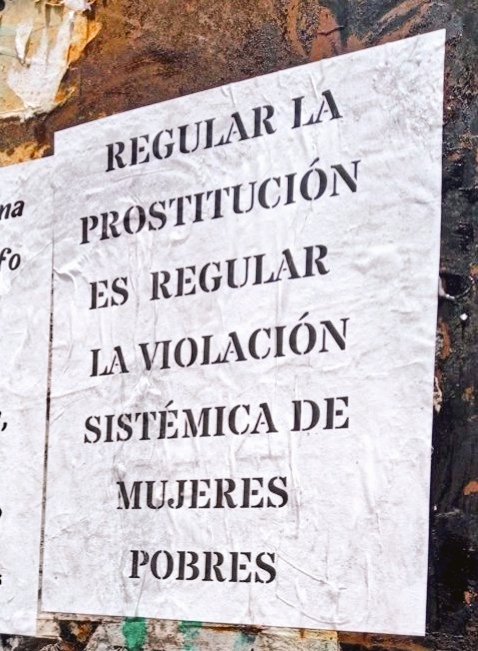 REGULAR LA
PROSTITUCIÓN
ES REGULAR
LA VIOLACIÓN
SISTÉMICA DE
MUJERES
POBRES